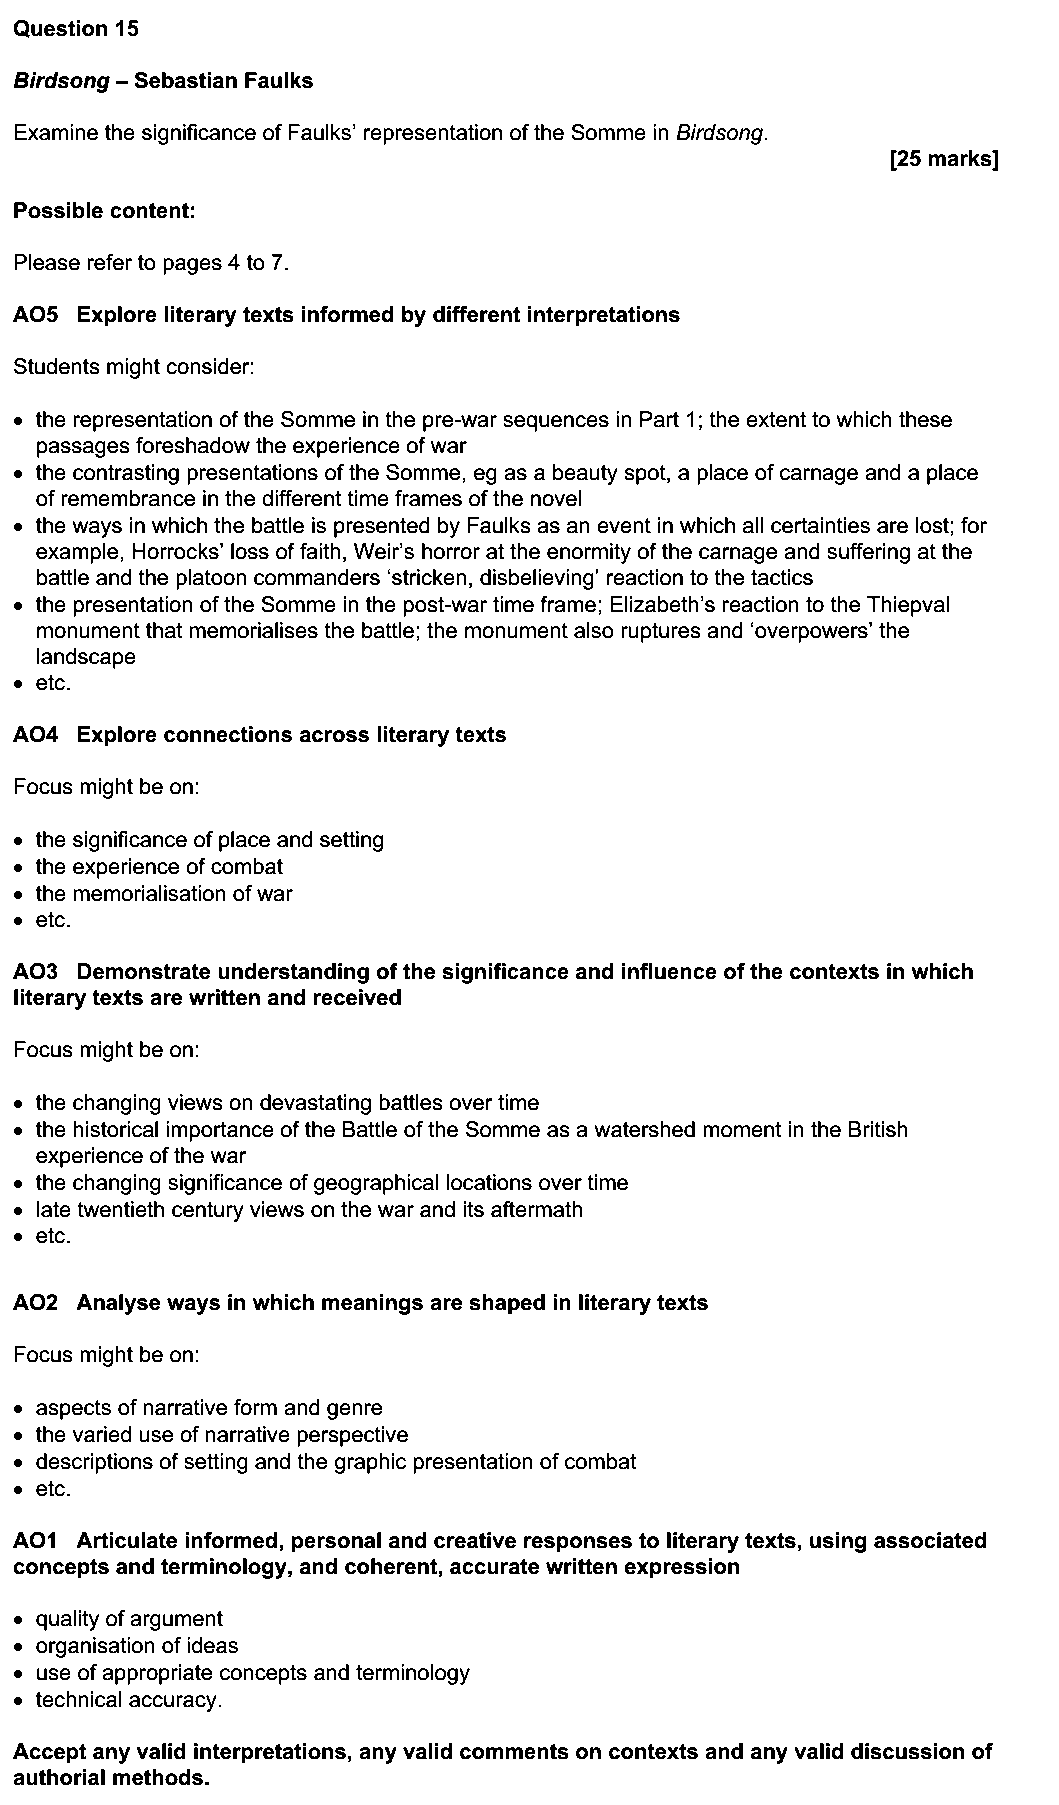 Question 15
Birdsong – Sebastian Faulks
Examine the significance of Faulks’ representation of the Somme in Birdsong.
[25 marks]
Possible content:
Please refer to pages 4 to 7.
AO5 Explore literary texts informed by different interpretations
Students might consider:
• the representation of the Somme in the pre-war sequences in Part 1; the extent to which these
passages foreshadow the experience of war
• the contrasting presentations of the Somme, eg as a beauty spot, a place of carnage and a place
of remembrance in the different time frames of the novel
• the ways in which the battle is presented by Faulks as an event in which all certainties are lost; for
example, Horrocks’ loss of faith, Weir’s horror at the enormity of the carnage and suffering at the
battle and the platoon commanders ‘stricken, disbelieving’ reaction to the tactics
• the presentation of the Somme in the post-war time frame; Elizabeth’s reaction to the Thiepval
monument that memorialises the battle; the monument also ruptures and ‘overpowers’ the
landscape
• etc.
AO4 Explore connections across literary texts
Focus might be on:
• the significance of place and setting
• the experience of combat
• the memorialisation of war
• etc.
AO3 Demonstrate understanding of the significance and influence of the contexts in which
literary texts are written and received
Focus might be on:
• the changing views on devastating battles over time
• the historical importance of the Battle of the Somme as a watershed moment in the British
experience of the war
• the changing significance of geographical locations over time
• late twentieth century views on the war and its aftermath
• etc.
AO2 Analyse ways in which meanings are shaped in literary texts
Focus might be on:
• aspects of narrative form and genre
• the varied use of narrative perspective
• descriptions of setting and the graphic presentation of combat
• etc.
AO1 Articulate informed, personal and creative responses to literary texts, using associated
concepts and terminology, and coherent, accurate written expression
• quality of argument
• organisation of ideas
• use of appropriate concepts and terminology
• technical accuracy.
Accept any valid interpretations, any valid comments on contexts and any valid discussion of
authorial methods.